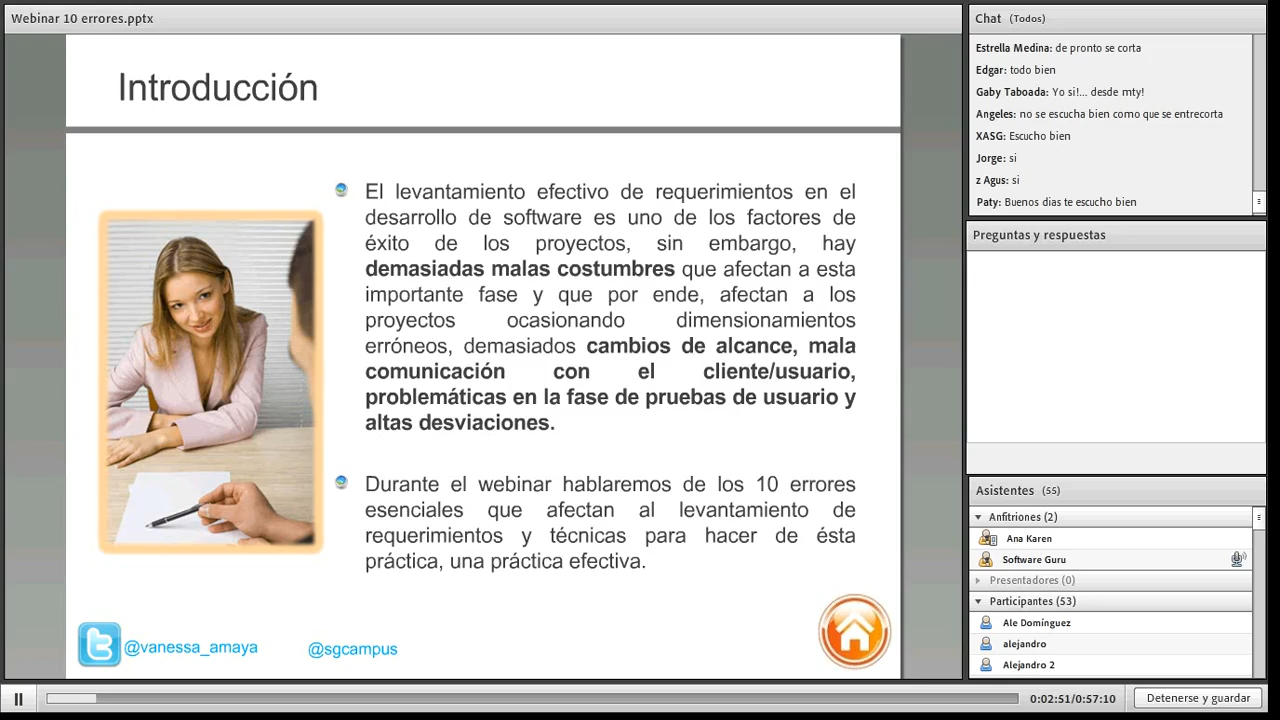 Webinar 10 errores.pptx
Introducción
El levantamiento efectivo de requerimientos en el
desarrollo de software es uno de los factores de
éxito de los proyectos, sin embargo, hay
demasiadas malas costumbres que afectan a esta
importante fase y que por ende, afectan a los
proyectos ocasionando dimensionamientos
erróneos, demasiados cambios de alcance, mala
comunicación con el cliente/usuario,
problemáticas en la fase de pruebas de usuario y
altas desviaciones.
Durante el webinar hablaremos de los 10 errores
esenciales que afectan al levantamiento de
requerimientos y técnicas para hacer de ésta
práctica, una práctica efectiva.
@vanessa_amaya @sgcampus
Chat (Todos)
Estrella Medina: de pronto se corta
Edgar: todo bien
Gaby Taboada: Yo si!... desde mty!
Angeles: no se escucha bien como que se entrecorta
XASG: Escucho bien
Jorge: si
z Agus: si
Paty: Buenos dias te escucho bien
Preguntas y respuestas
Asistentes (55)
Anfitriones (2)
Ana Karen
Software Guru
Presentadores (0)
Participantes (53)
Ale Domínguez
alejandro
Alejandro 2
0:02:51/0:57:10
Detenerse y guardar